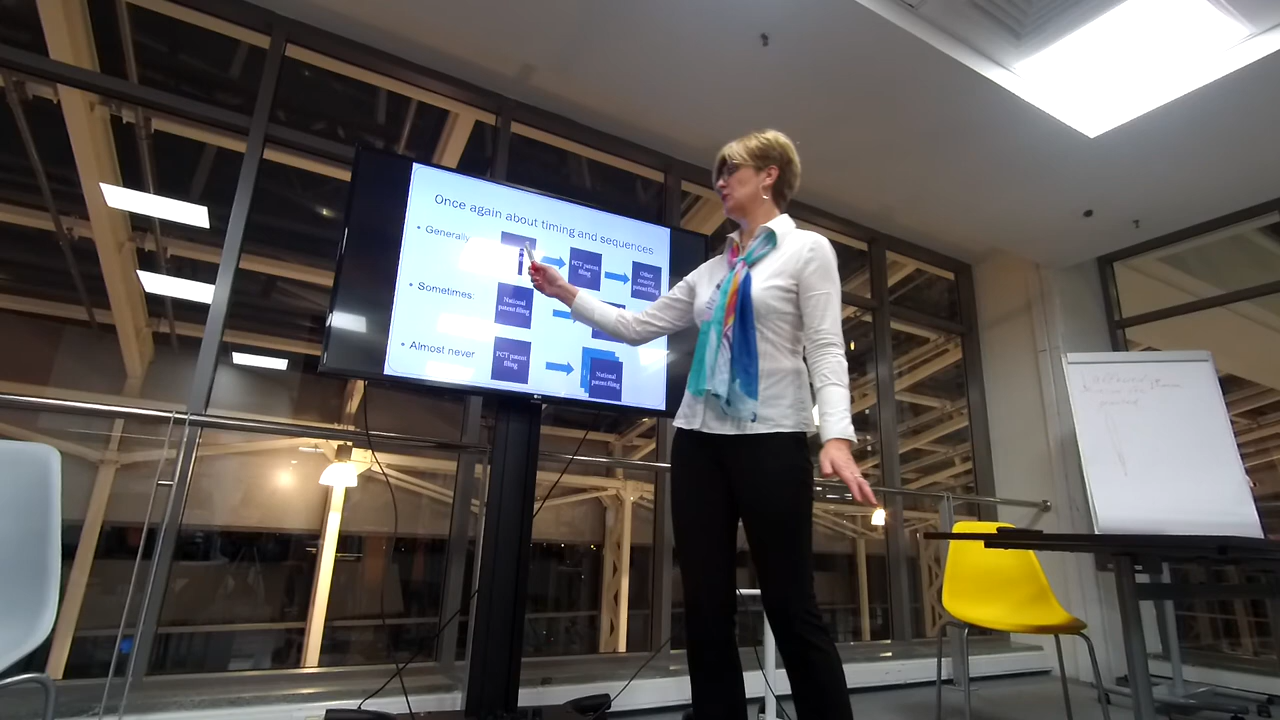 Once again about timing and sequences
• Generally
PCT patent
filing
Other
country
patent filing
• Sometimes:
National
patent filing
• Almost never
PCT patent
filing
National
patent filing
LG